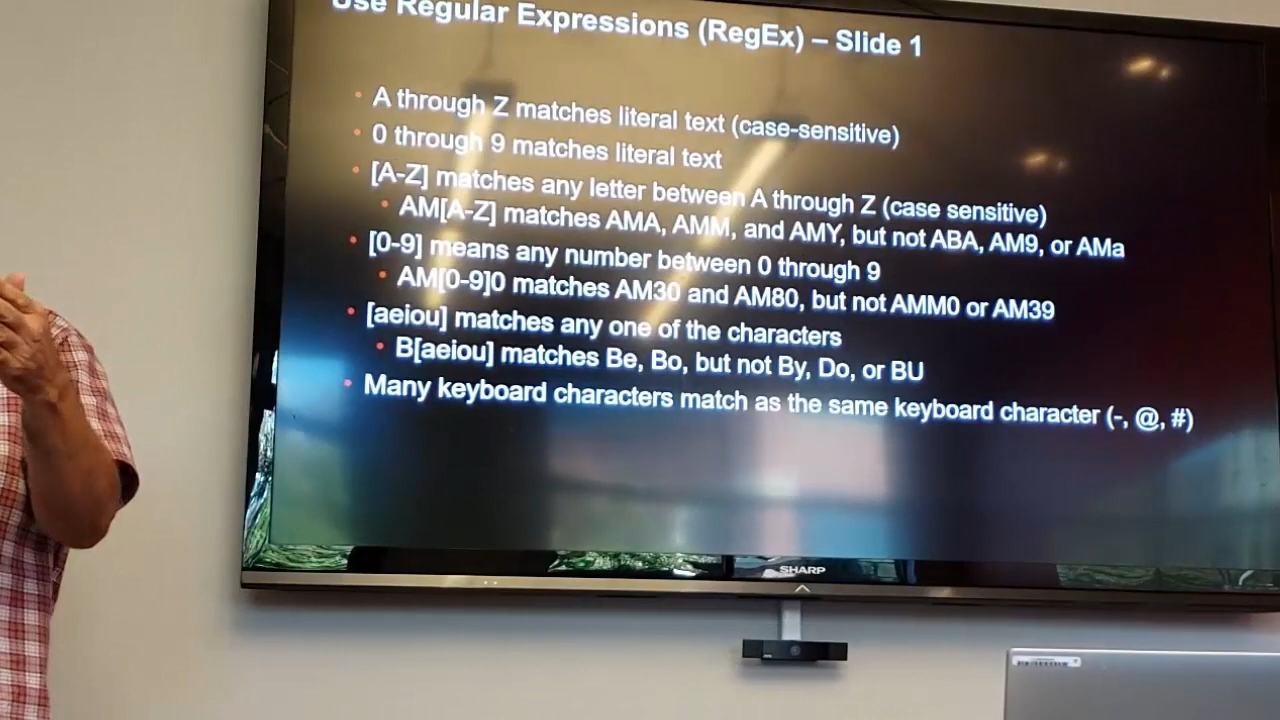 Use Regular Expressions (RegEx) – Slide 1
• A through Z matches literal text (case-sensitive)
• 0 through 9 matches literal text
• [A-Z] matches any letter between A through Z (case sensitive)
• AM[A-Z] matches AMA, AMM, and AMY, but not ABA, AM9, or AMa
• [0-9] means any number between 0 through 9
• AM[0-9]0 matches AM30 and AM80, but not AMM0 or AM39
• [aeiou] matches any one of the characters
• B[aeiou] matches Be, Bo, but not By, Do, or BU
• Many keyboard characters match as the same keyboard character (-, @, #)
SHARP